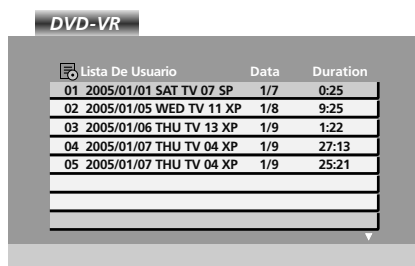 DVD-VR
Lista De Usuario Data Duration
01 2005/01/01 SAT TV 07 SP 1/7 0:25
02 2005/01/05 WED TV 11 XP 1/8 9:25
03 2005/01/06 THU TV 13 XP 1/9 1:22
04 2005/01/07 THU TV 04 XP 1/9 27:13
05 2005/01/07 THU TV 04 XP 1/9 25:21